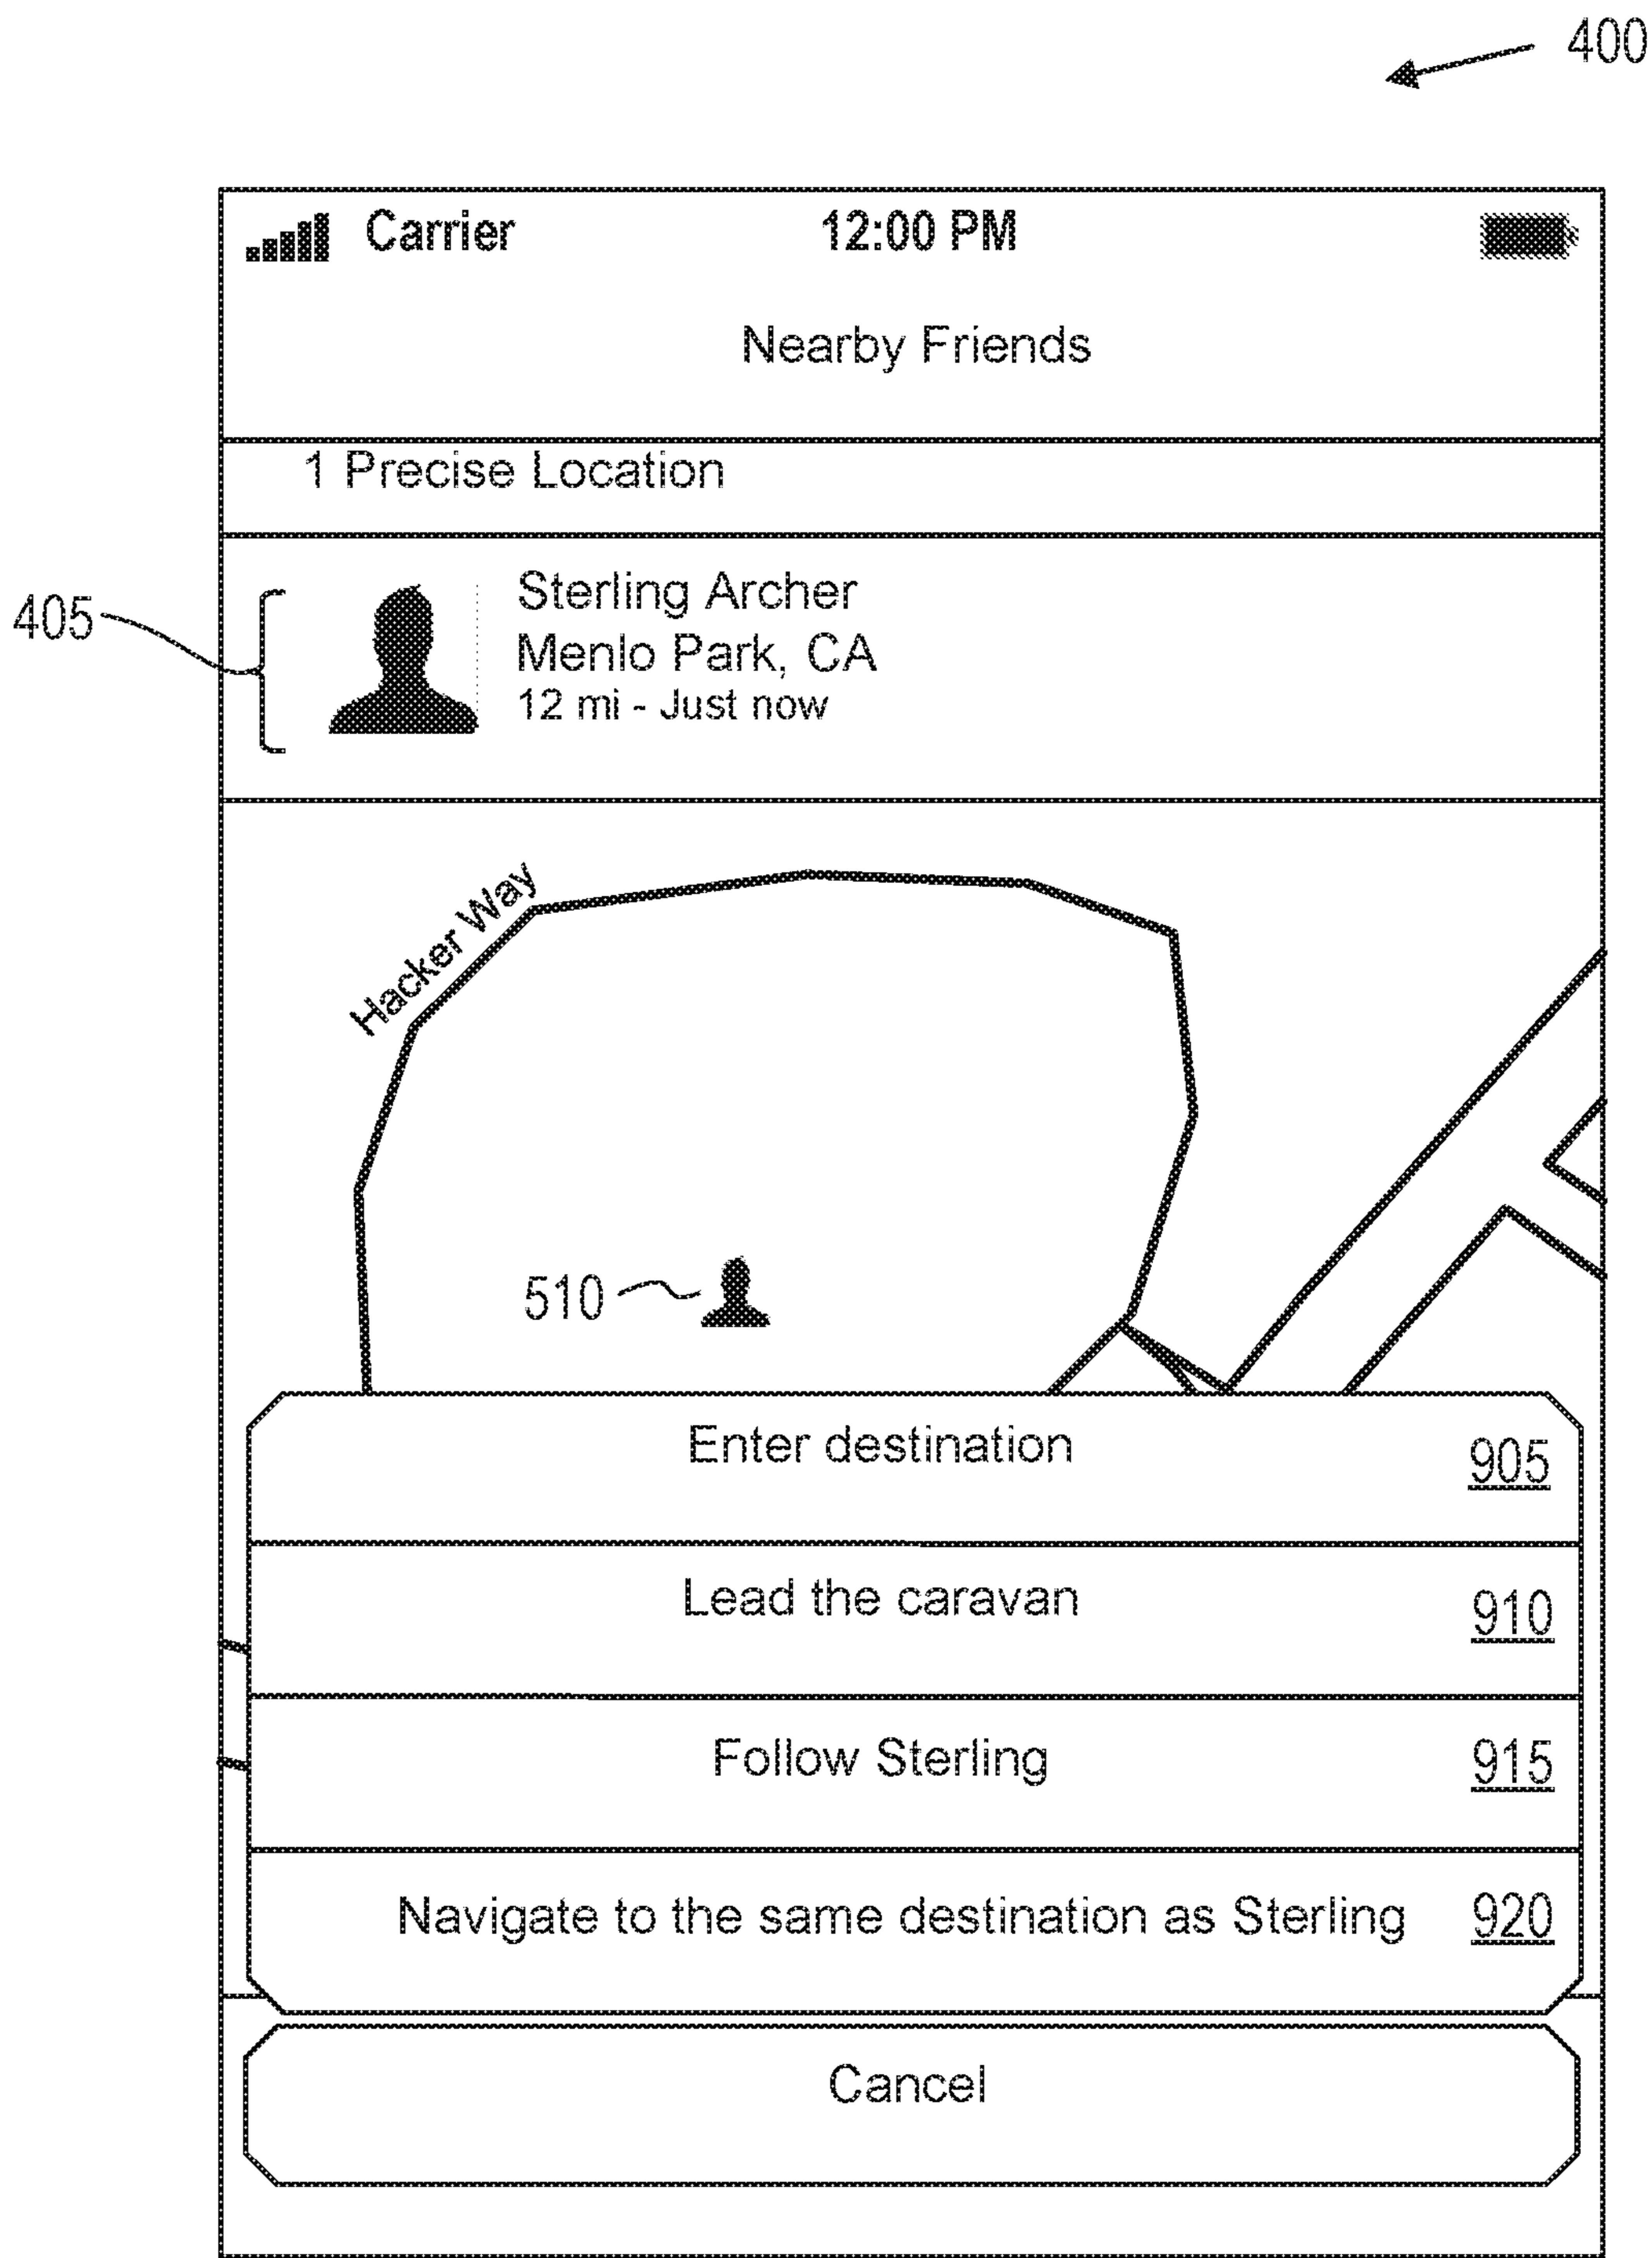 400
Carrier 12:00 PM
Nearby Friends
1 Precise Location
405
Sterling Archer
Menlo Park, CA
12 mi - Just now
Hacker Way
510
Enter destination 905
Lead the caravan 910
Follow Sterling 915
Navigate to the same destination as Sterling 920
Cancel